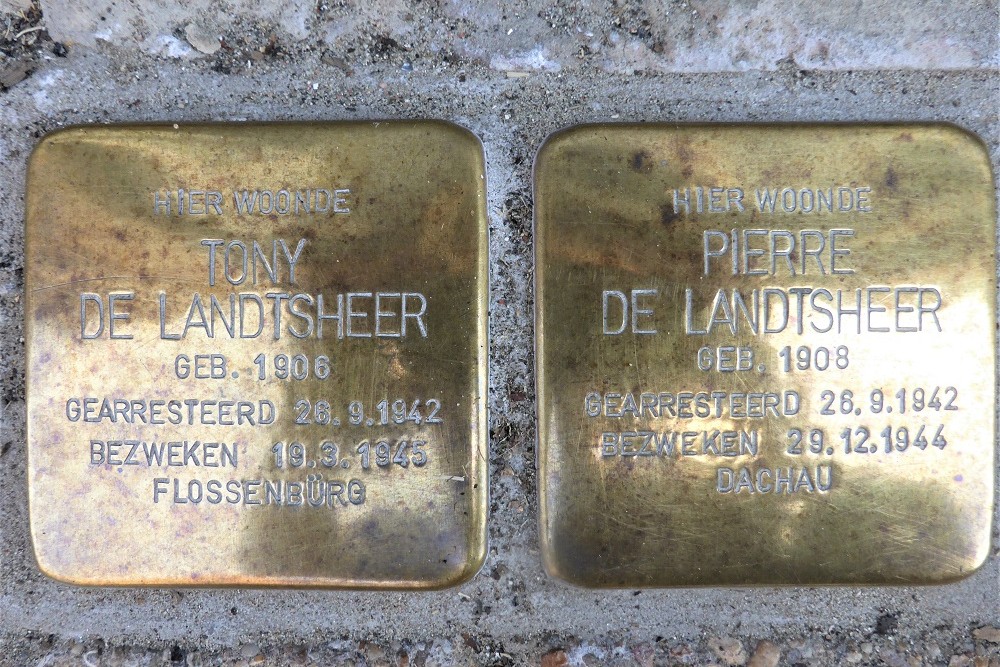 HIER WOONDE
TONY
DE LANDTSHEER
GEB. 1906
GEARRESTEERD 26.9.1942
BEZWEKEN 19.3.1945
FLOSSENBÜRG
HIER WOONDE
PIERRE
DE LANDTSHEER
GEB. 1908
GEARRESTEERD 26.9.1942
BEZWEKEN 29.12.1944
DACHAU